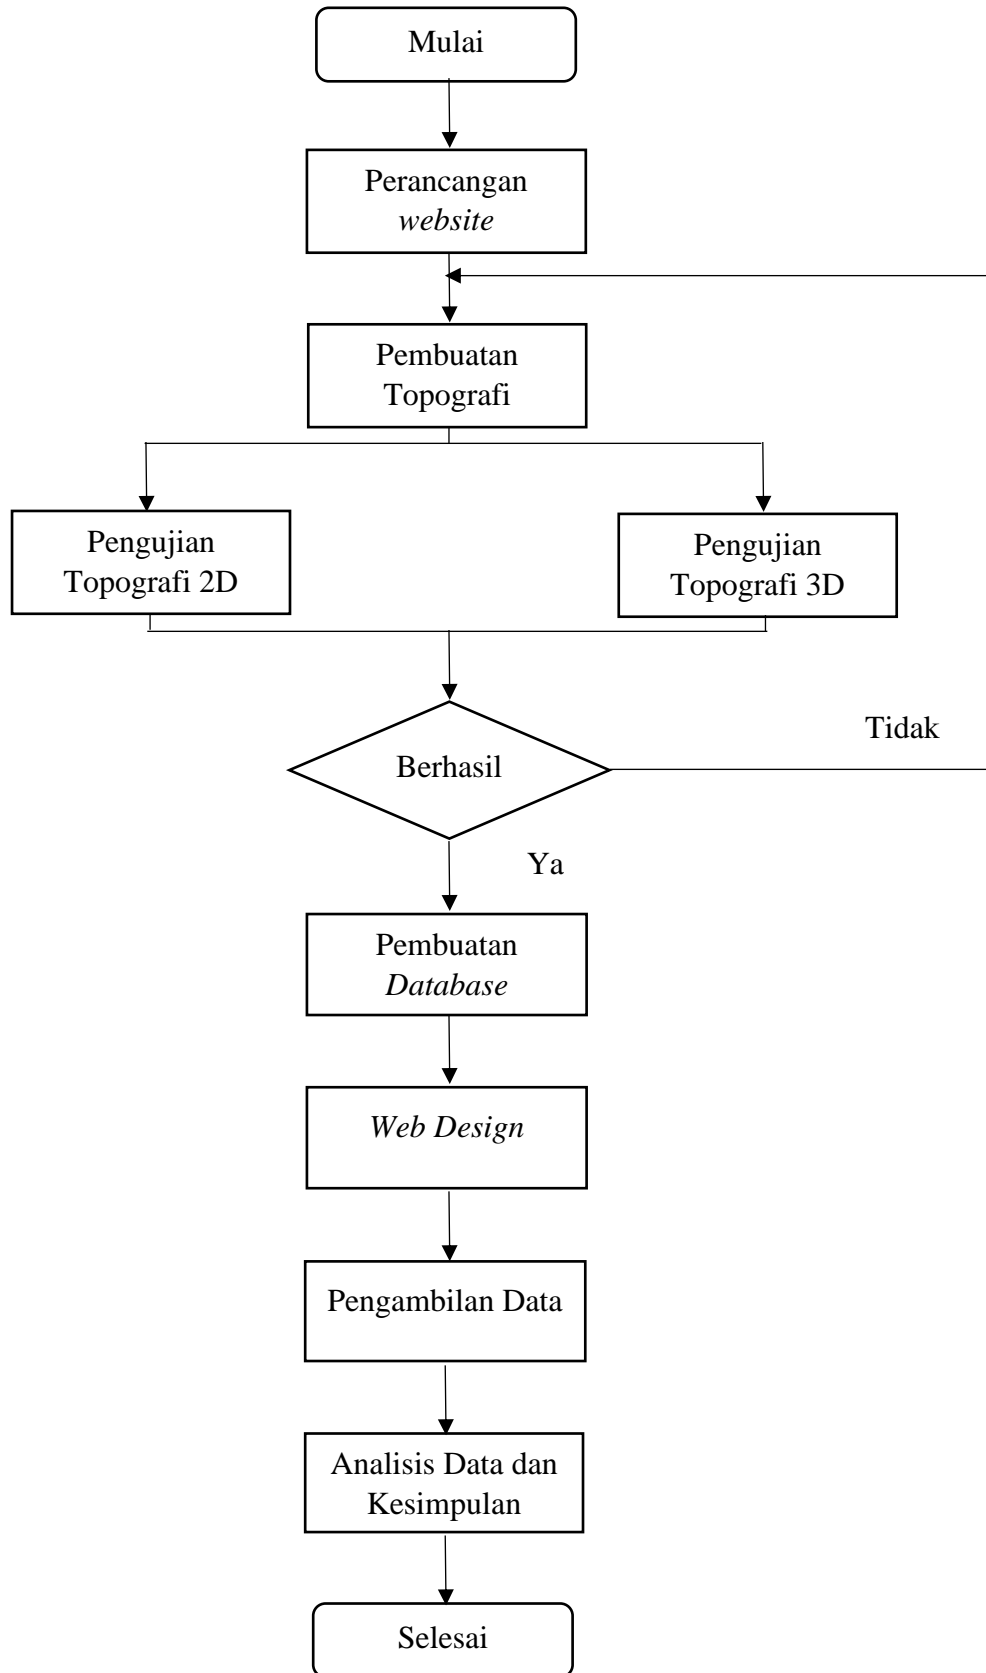 Mulai
Perancangan
website
Pembuatan
Topografi
Pengujian
Topografi 2D
Pengujian
Topografi 3D
Berhasil
Tidak
Ya
Pembuatan
Database
Web Design
Pengambilan Data
Analisis Data dan
Kesimpulan
Selesai